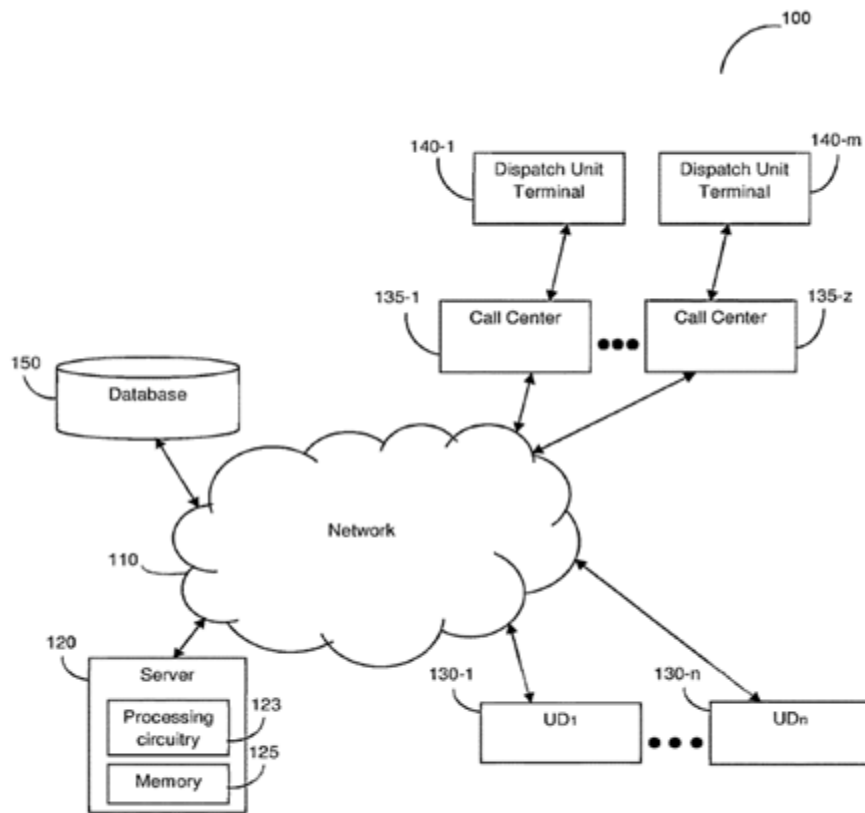 100
140-1
Dispatch Unit
Terminal
140-m
Dispatch Unit
Terminal
135-1
Call Center
Call Center
135-z
150
Database
Network
110
120
Server
Processing
circuitry
123
125
Memory
130-1
UD1
130-n
UDn